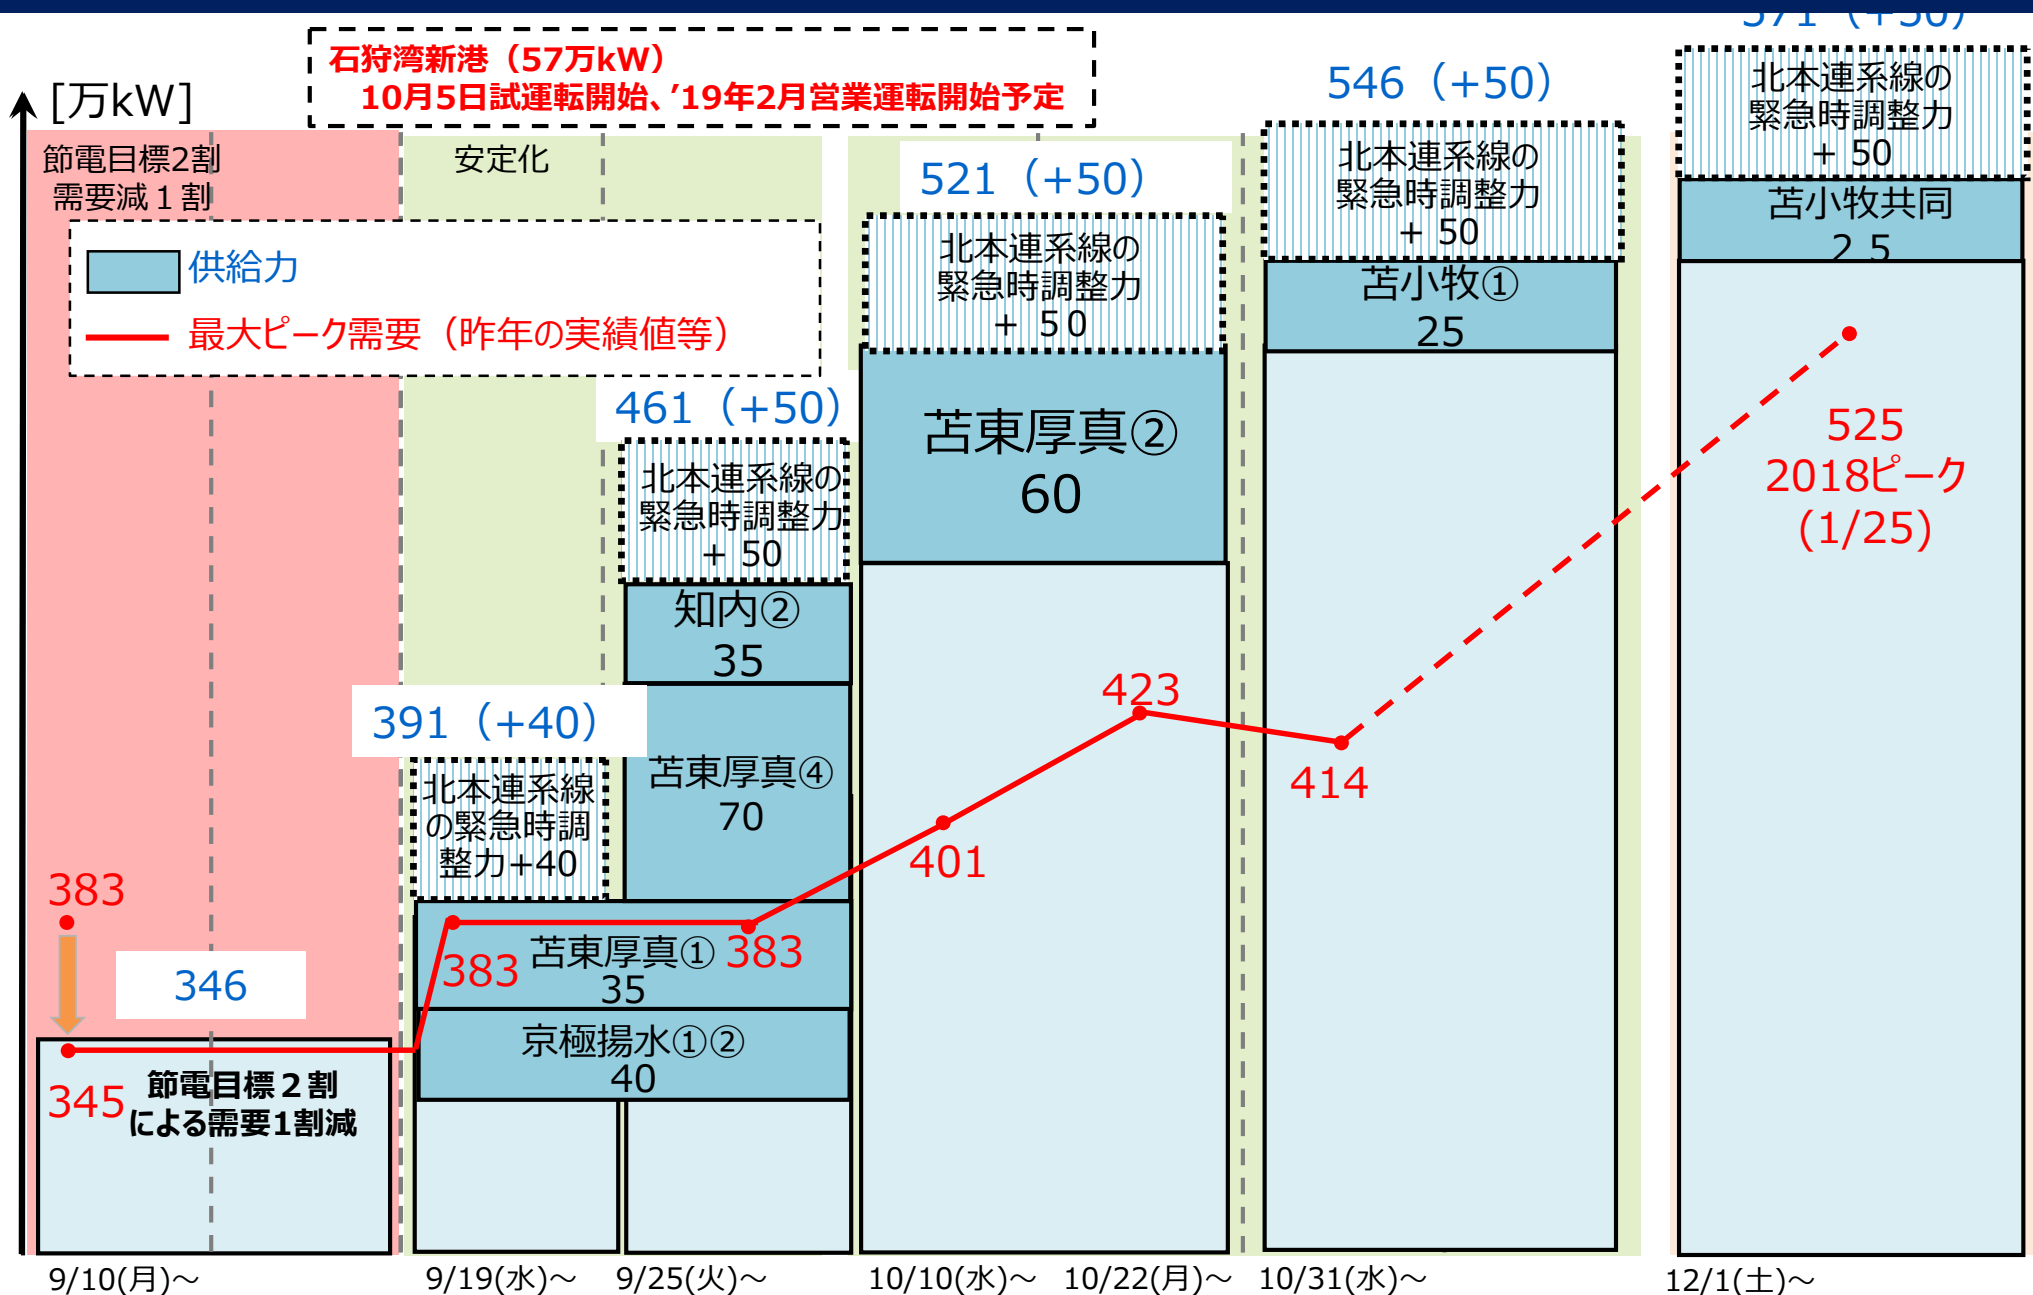 571（+50）
石狩湾新港（57万kW）
10月5日試運転開始、’19年2月営業運転開始予定
[万kW]
節電目標2割
需要減１割
安定化
供給力
最大ピーク需要（昨年の実績値等）
383
346
345
節電目標２割
による需要1割減
391（+40）
北本連系線
の緊急時調
整力+40
383
苫東厚真①
35
383
京極揚水①②
40
461（+50）
北本連系線の
緊急時調整力
+ 50
知内②
35
苫東厚真④
70
521（+50）
北本連系線の
緊急時調整力
+ 50
苫東厚真②
60
401
423
546（+50）
北本連系線の
緊急時調整力
+ 50
苫小牧①
25
414
北本連系線の
緊急時調整力
+ 50
苫小牧共同
２５
525
2018ピーク
(1/25)
9/10(月)～
9/19(水)～
9/25(火)～
10/10(水)～
10/22(月)～
10/31(水)～
12/1(土)～